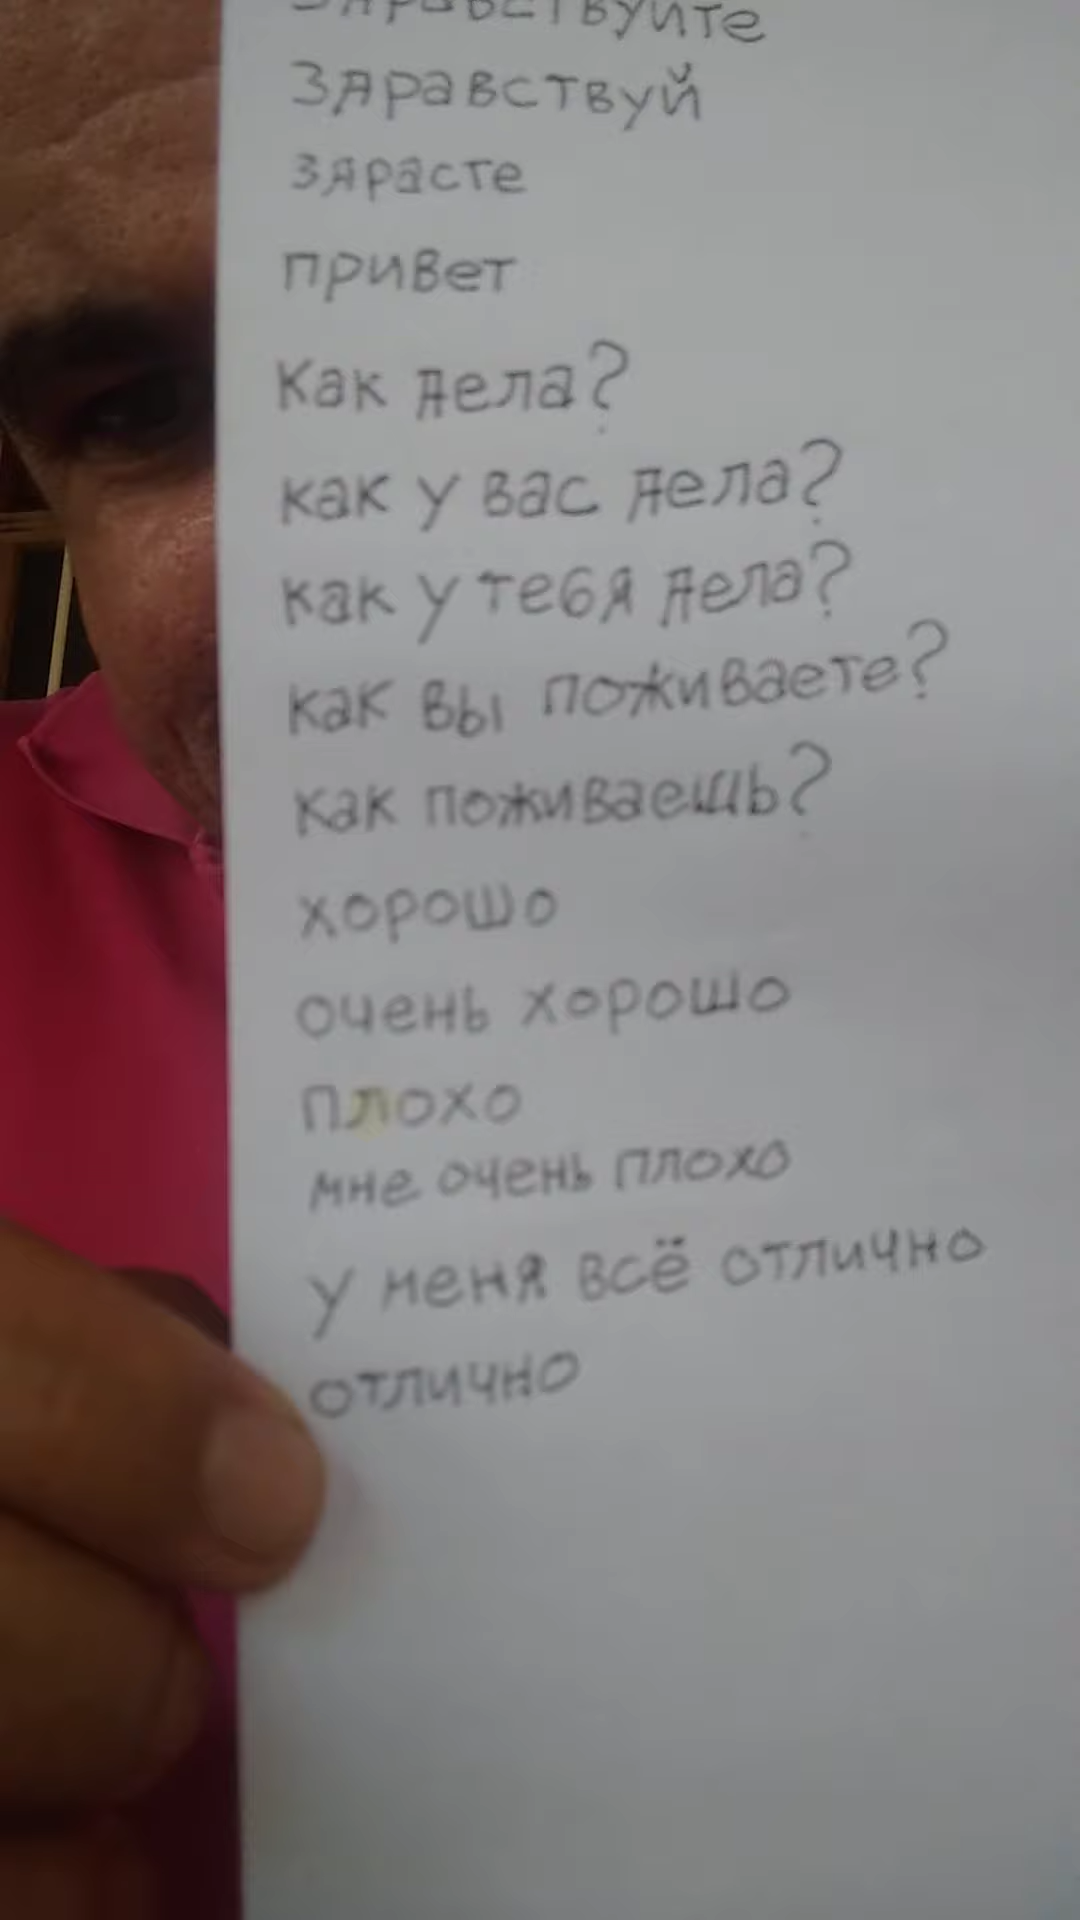 Здравствуйте
Здравствуй
здрасте
привет
Как дела?
как у вас дела?
как у тебя дела?
как вы поживаете?
как поживаешь?
хорошо
очень хорошо
плохо
мне очень плохо
у меня всё отлично
отлично